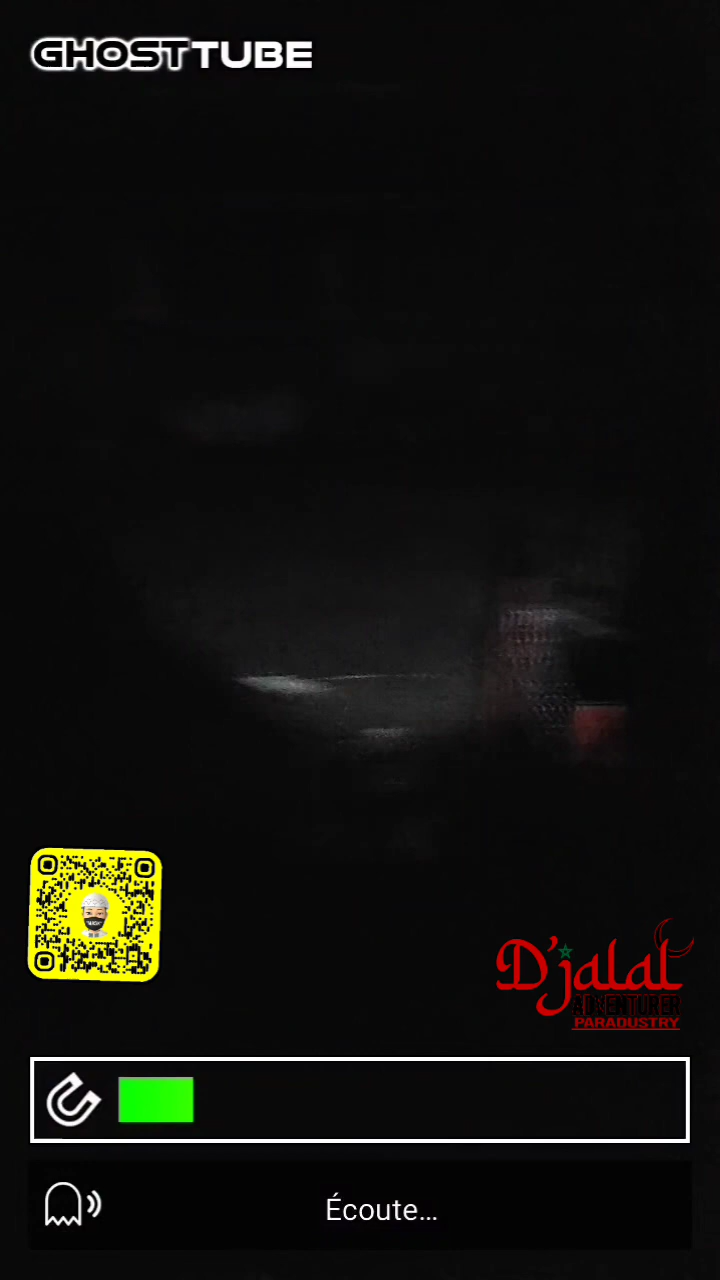 GHOSTTUBE
D'jalal
ADVENTURER
PARADUSTRY
Écoute…